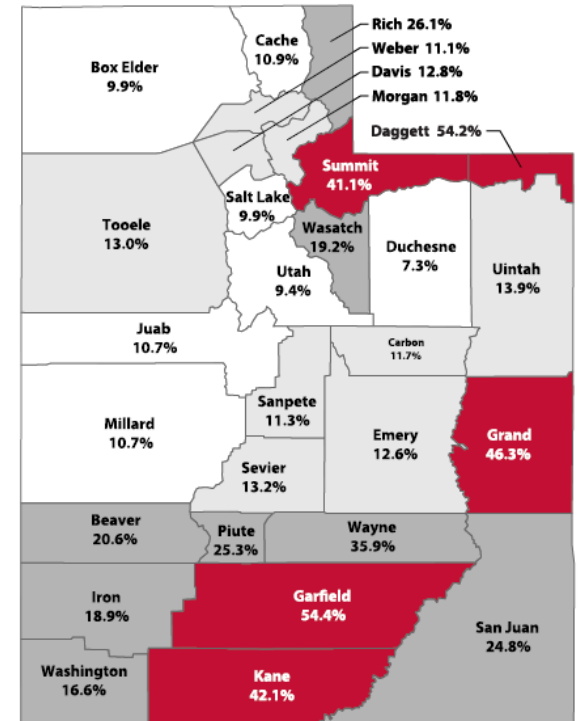 Rich 26.1%
Cache
10.9%
Weber 11.1%
Box Elder
9.9%
Davis 12.8%
Morgan 11.8%
Daggett 54.2%
Summit
41.1%
Salt Lake
9.9%
Tooele
13.0%
Wasatch
19.2%
Duchesne
7.3%
Uintah
13.9%
Utah
9.4%
Juab
10.7%
Carbon
11.7%
Sanpete
11.3%
Millard
10.7%
Emery
12.6%
Grand
46.3%
Sevier
13.2%
Beaver
20.6%
Piute
25.3%
Wayne
35.9%
Iron
18.9%
Garfield
54.4%
San Juan
24.8%
Washington
16.6%
Kane
42.1%